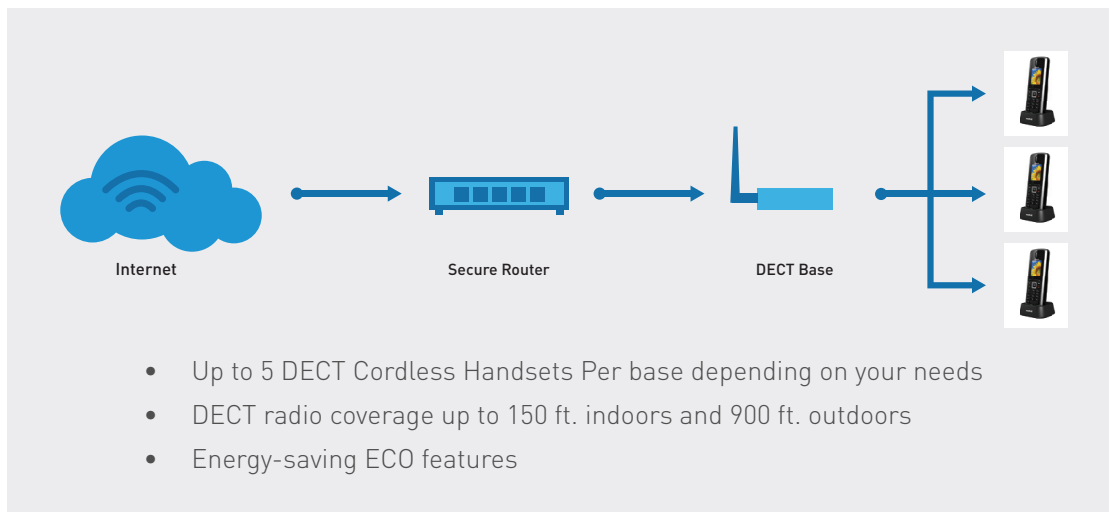 Internet
Secure Router
DECT Base
• Up to 5 DECT Cordless Handsets Per base depending on your needs
• DECT radio coverage up to 150 ft. indoors and 900 ft. outdoors
• Energy-saving ECO features